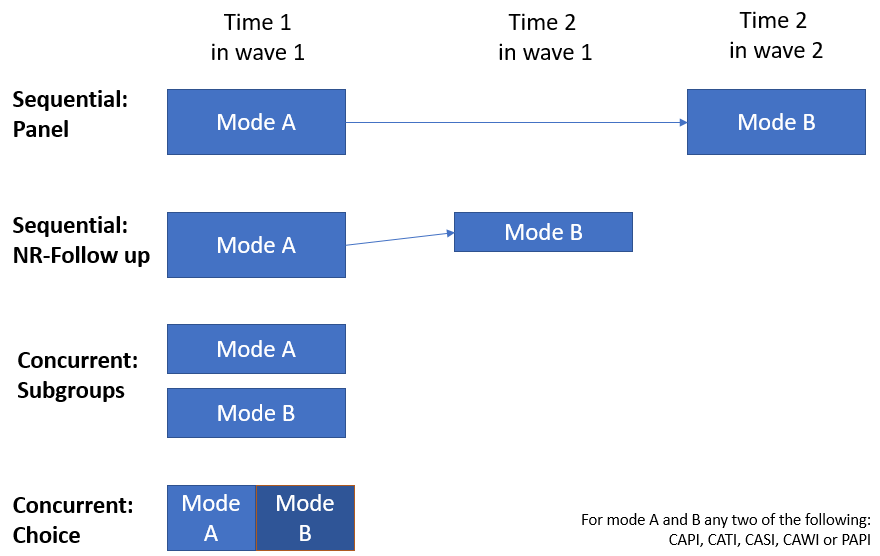 Time 1
in wave 1
Time 2
in wave 1
Time 2
in wave 2
Sequential:
Panel
Mode A
Mode B
Sequential:
NR-Follow up
Mode A
Mode B
Concurrent:
Subgroups
Mode A
Mode B
Concurrent:
Choice
Mode
A
Mode
B
For mode A and B any two of the following:
CAPI, CATI, CASI, CAWI or PAPI